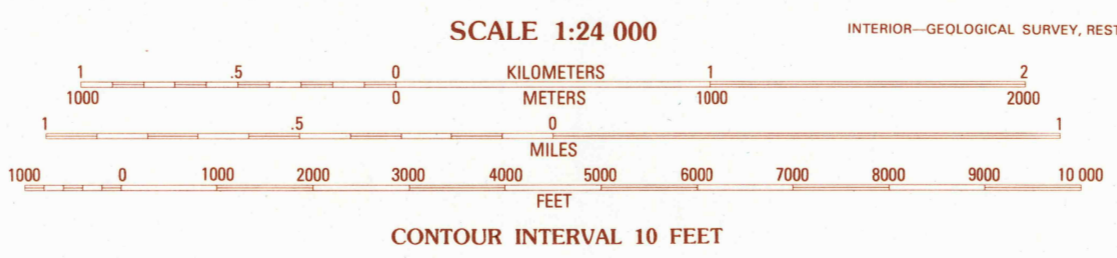 SCALE 1:24 000
INTERIOR—GEOLOGICAL SURVEY, REST
1 .5 0 KILOMETERS 1 2
1000 0 METERS 1000 2000
1 .5 0 1
MILES
1000 0 1000 2000 3000 4000 5000 6000 7000 8000 9000 10 000
FEET
CONTOUR INTERVAL 10 FEET